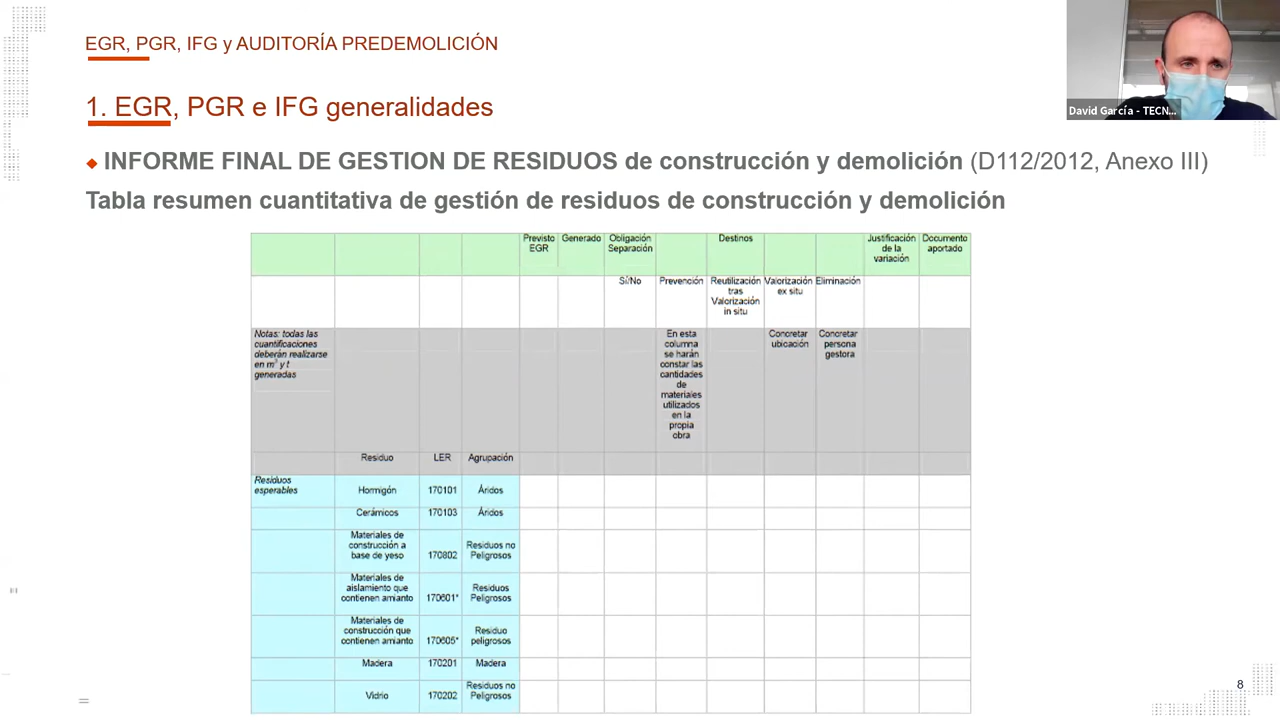 EGR, PGR, IFG y AUDITORÍA PREDEMOLICIÓN
David García - TECN...
1. EGR, PGR e IFG generalidades
INFORME FINAL DE GESTION DE RESIDUOS de construcción y demolición (D112/2012, Anexo III)
Tabla resumen cuantitativa de gestión de residuos de construcción y demolición
Previsto
EGR
Generado
Obligación
Separación
Destinos
Justificación
de la
variación
Documento
aportado
Sí/No
Prevención
Reutilización
tras
Valorización
in situ
Valorización
ex situ
Eliminación
Notas: todas las
cuantificaciones
deberán realizarse
en m³ y t
generadas
En esta
columna
se harán
constar las
cantidades
de
materiales
utilizados
en la
propia
obra
Concretar
ubicación
Concretar
persona
gestora
Residuo
LER
Agrupación
Residuos
esperables
Hormigón
170101
Áridos
Cerámicos
170103
Áridos
Materiales de
construcción a
base de yeso
170802
Residuos no
Peligrosos
Materiales de
aislamiento que
contienen amianto
170601*
Residuos
Peligrosos
Materiales de
construcción que
contienen amianto
170605*
Residuo
peligrosos
Madera
170201
Madera
Vidrio
170202
Residuos no
Peligrosos
8